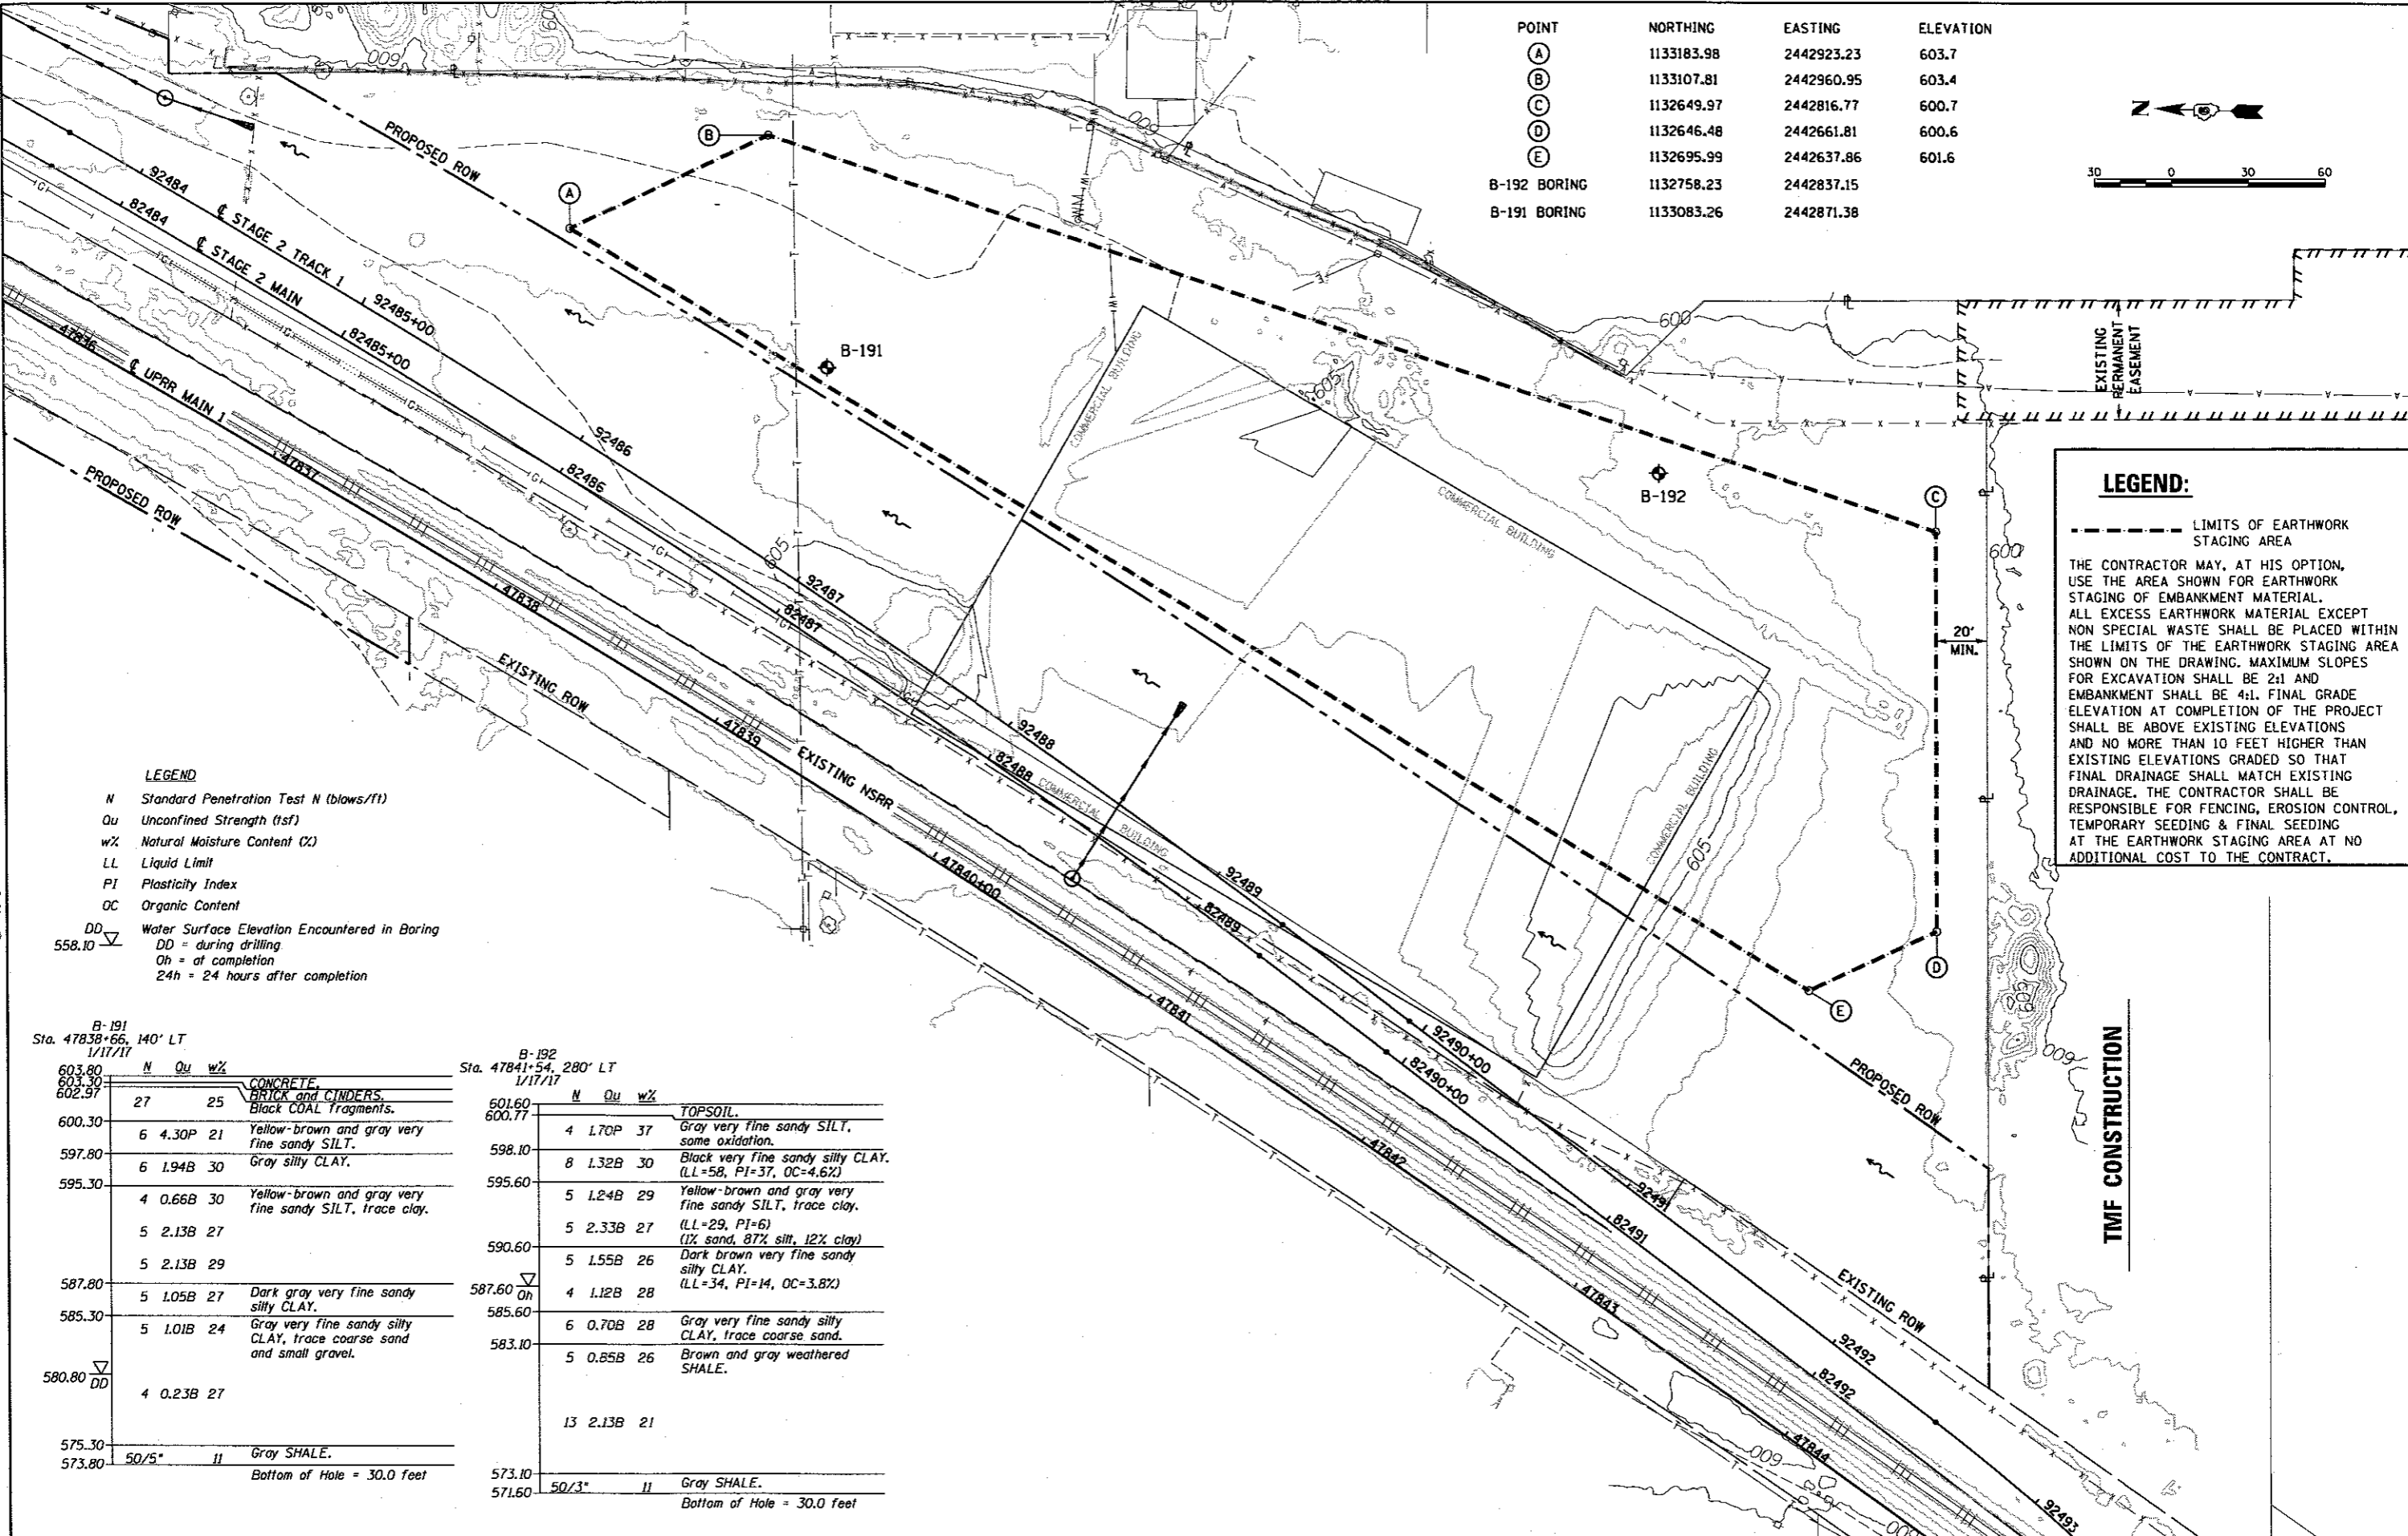 POINT NORTHING EASTING ELEVATION
A 1133183.98 2442923.23 603.7
B 1133107.81 2442960.95 603.4
C 1132649.97 2442816.77 600.7
D 1132646.48 2442661.81 600.6
E 1132695.99 2442637.86 601.6
B-192 BORING 1132758.23 2442837.15
B-191 BORING 1133083.26 2442871.38
Z
30 0 30 60
600
600
600
PROPOSED ROW
B
A
92484
82484
℄ STAGE 2 TRACK 1
℄ STAGE 2 MAIN
92485+00
82485+00
47836
℄ UPRR MAIN 1
B-191
92486
82486
47837
PROPOSED ROW
COMMERCIAL BUILDING
605
600
EXISTING
PERMANENT
EASEMENT
B-192
COMMERCIAL BUILDING
C
600
605
92487
82487
47838
EXISTING ROW
47839
EXISTING NSRR
92488
82488
COMMERCIAL BUILDING
COMMERCIAL BUILDING
605
20'
MIN.
D
E
92489
82489
47840+00
47841
92490+00
82490+00
PROPOSED ROW
605
600
TMF CONSTRUCTION
47842
92491
82491
EXISTING ROW
47843
92492
82492
47844
92493
600
600
LEGEND:
LIMITS OF EARTHWORK
STAGING AREA
THE CONTRACTOR MAY, AT HIS OPTION,
USE THE AREA SHOWN FOR EARTHWORK
STAGING OF EMBANKMENT MATERIAL.
ALL EXCESS EARTHWORK MATERIAL EXCEPT
NON SPECIAL WASTE SHALL BE PLACED WITHIN
THE LIMITS OF THE EARTHWORK STAGING AREA
SHOWN ON THE DRAWING. MAXIMUM SLOPES
FOR EXCAVATION SHALL BE 2:1 AND
EMBANKMENT SHALL BE 4:1. FINAL GRADE
ELEVATION AT COMPLETION OF THE PROJECT
SHALL BE ABOVE EXISTING ELEVATIONS
AND NO MORE THAN 10 FEET HIGHER THAN
EXISTING ELEVATIONS GRADED SO THAT
FINAL DRAINAGE SHALL MATCH EXISTING
DRAINAGE. THE CONTRACTOR SHALL BE
RESPONSIBLE FOR FENCING, EROSION CONTROL,
TEMPORARY SEEDING & FINAL SEEDING
AT THE EARTHWORK STAGING AREA AT NO
ADDITIONAL COST TO THE CONTRACT.
LEGEND
N Standard Penetration Test N (blows/ft)
Qu Unconfined Strength (tsf)
w% Natural Moisture Content (%)
LL Liquid Limit
PI Plasticity Index
OC Organic Content
DD Water Surface Elevation Encountered in Boring
558.10 DD = during drilling
0h = at completion
24h = 24 hours after completion
B-191
Sta. 47838+66, 140' LT
1/17/17
N Qu w%
603.80
603.30 CONCRETE.
602.97 BRICK and CINDERS.
27 25 Black COAL fragments.
600.30
6 4.30P 21 Yellow-brown and gray very
fine sandy SILT.
597.80
6 1.94B 30 Gray silty CLAY.
595.30
4 0.66B 30 Yellow-brown and gray very
fine sandy SILT, trace clay.
5 2.13B 27
5 2.13B 29
587.80
5 1.05B 27 Dark gray very fine sandy
silty CLAY.
585.30
5 1.01B 24 Gray very fine sandy silty
CLAY, trace coarse sand
and small gravel.
580.80 DD
4 0.23B 27
575.30
50/5" 11 Gray SHALE.
573.80
Bottom of Hole = 30.0 feet
B-192
Sta. 47841+54, 280' LT
1/17/17
N Qu w%
601.60
600.77 TOPSOIL.
4 1.70P 37 Gray very fine sandy SILT,
some oxidation.
598.10
8 1.32B 30 Black very fine sandy silty CLAY.
(LL=58, PI=37, OC=4.6%)
595.60
5 1.24B 29 Yellow-brown and gray very
fine sandy SILT, trace clay.
5 2.33B 27 (LL=29, PI=6)
(1% sand, 87% silt, 12% clay)
590.60
5 1.55B 26 Dark brown very fine sandy
silty CLAY.
(LL=34, PI=14, OC=3.8%)
587.60 0h
4 1.12B 28
585.60
6 0.70B 28 Gray very fine sandy silty
CLAY, trace coarse sand.
583.10
5 0.85B 26 Brown and gray weathered
SHALE.
13 2.13B 21
573.10
50/3" 11 Gray SHALE.
571.60
Bottom of Hole = 30.0 feet